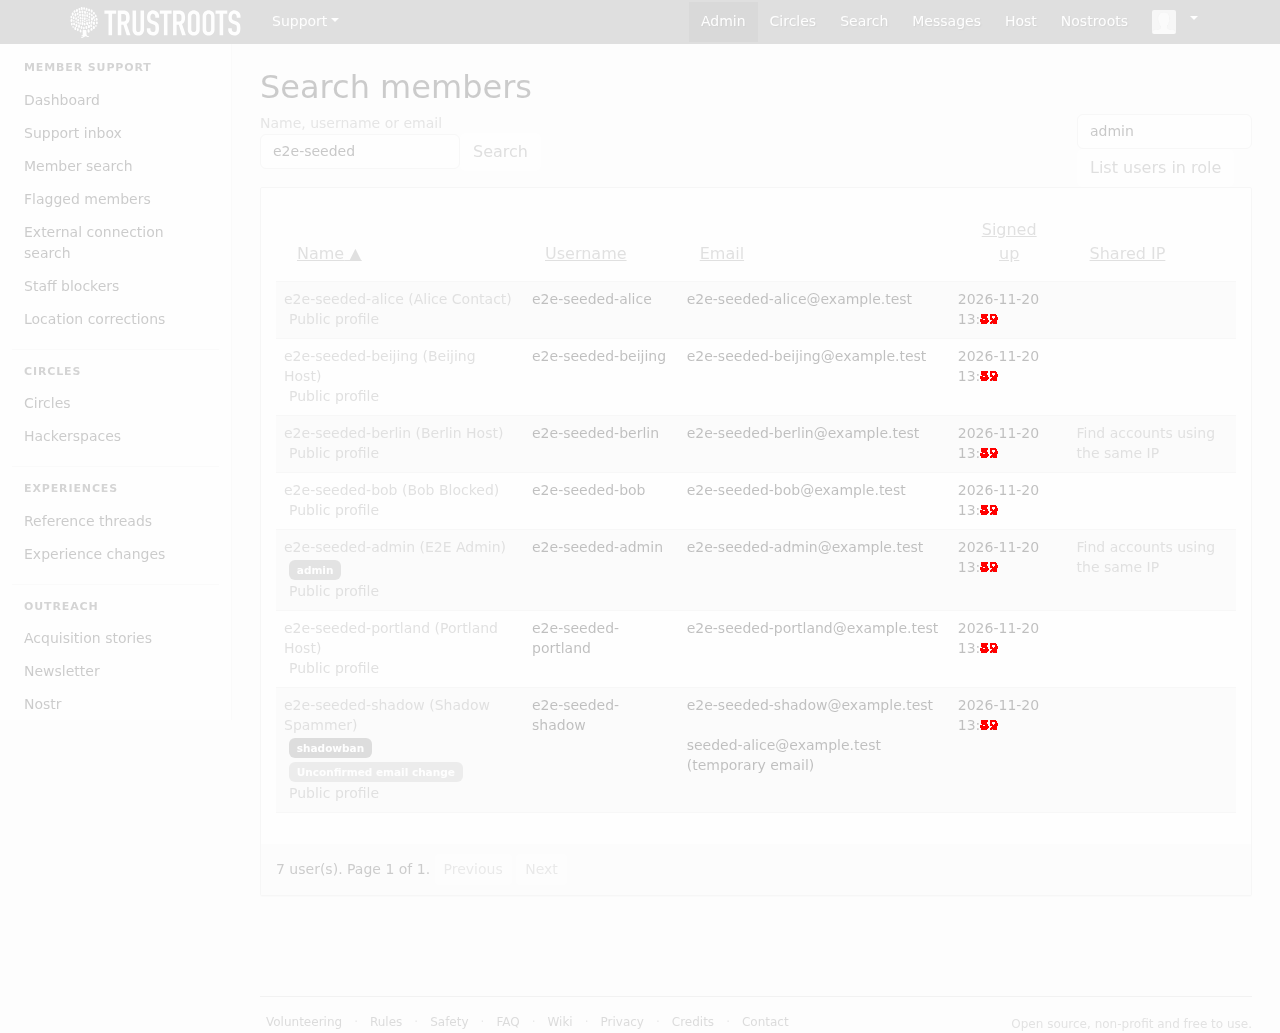 TRUSTROOTS Support Admin Circles Search Messages Host Nostroots
MEMBER SUPPORT
Dashboard
Support inbox
Member search
Flagged members
External connection
search
Staff blockers
Location corrections
CIRCLES
Circles
Hackerspaces
EXPERIENCES
Reference threads
Experience changes
OUTREACH
Acquisition stories
Newsletter
Nostr
Search members
Name, username or email
e2e-seeded Search
admin
List users in role
Name ▲ Username Email Signed up Shared IP
e2e-seeded-alice (Alice Contact) e2e-seeded-alice e2e-seeded-alice@example.test 2026-11-20
Public profile 13:
e2e-seeded-beijing (Beijing e2e-seeded-beijing e2e-seeded-beijing@example.test 2026-11-20
Host) 13:
Public profile
e2e-seeded-berlin (Berlin Host) e2e-seeded-berlin e2e-seeded-berlin@example.test 2026-11-20 Find accounts using
Public profile 13: the same IP
e2e-seeded-bob (Bob Blocked) e2e-seeded-bob e2e-seeded-bob@example.test 2026-11-20
Public profile 13:
e2e-seeded-admin (E2E Admin) e2e-seeded-admin e2e-seeded-admin@example.test 2026-11-20 Find accounts using
admin 13: the same IP
Public profile
e2e-seeded-portland (Portland e2e-seeded- e2e-seeded-portland@example.test 2026-11-20
Host) portland 13:
Public profile
e2e-seeded-shadow (Shadow e2e-seeded- e2e-seeded-shadow@example.test 2026-11-20
Spammer) shadow 13:
shadowban seeded-alice@example.test
Unconfirmed email change (temporary email)
Public profile
7 user(s). Page 1 of 1. Previous Next
Volunteering · Rules · Safety · FAQ · Wiki · Privacy · Credits · Contact
Open source, non-profit and free to use.